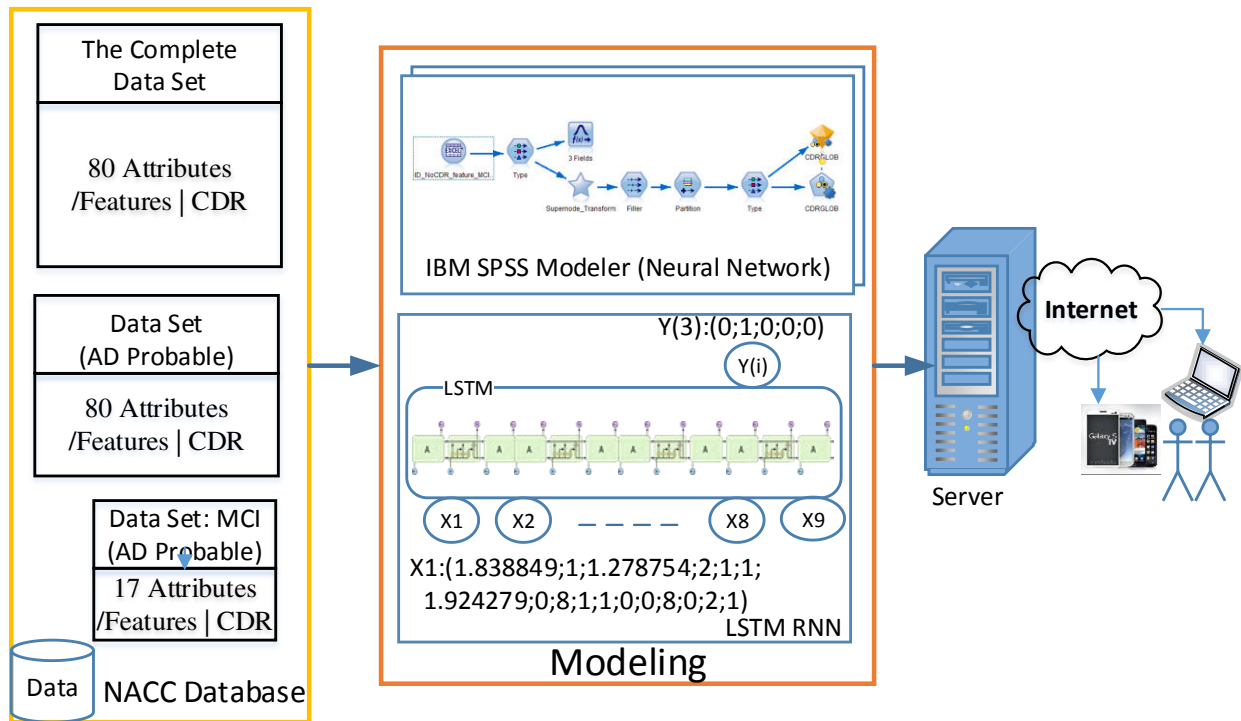 The Complete
Data Set
80 Attributes
/Features | CDR
Data Set
(AD Probable)
80 Attributes
/Features | CDR
Data Set: MCI
(AD Probable)
17 Attributes
/Features | CDR
Data
NACC Database
EXCEL
ID_NoCDR_feature_MCI...
Type
f(x)
3 Fields
Supernode_Transform
Filler
Partition
Type
CDRGLOB
CDRGLOB
IBM SPSS Modeler (Neural Network)
Y(3):(0;1;0;0;0)
Y(i)
LSTM
A A A A A A A A
X1 X2 X8 X9
X1:(1.838849;1;1.278754;2;1;1;
1.924279;0;8;1;1;0;0;8;0;2;1)
LSTM RNN
Modeling
Server
Internet
Galaxy S
TV